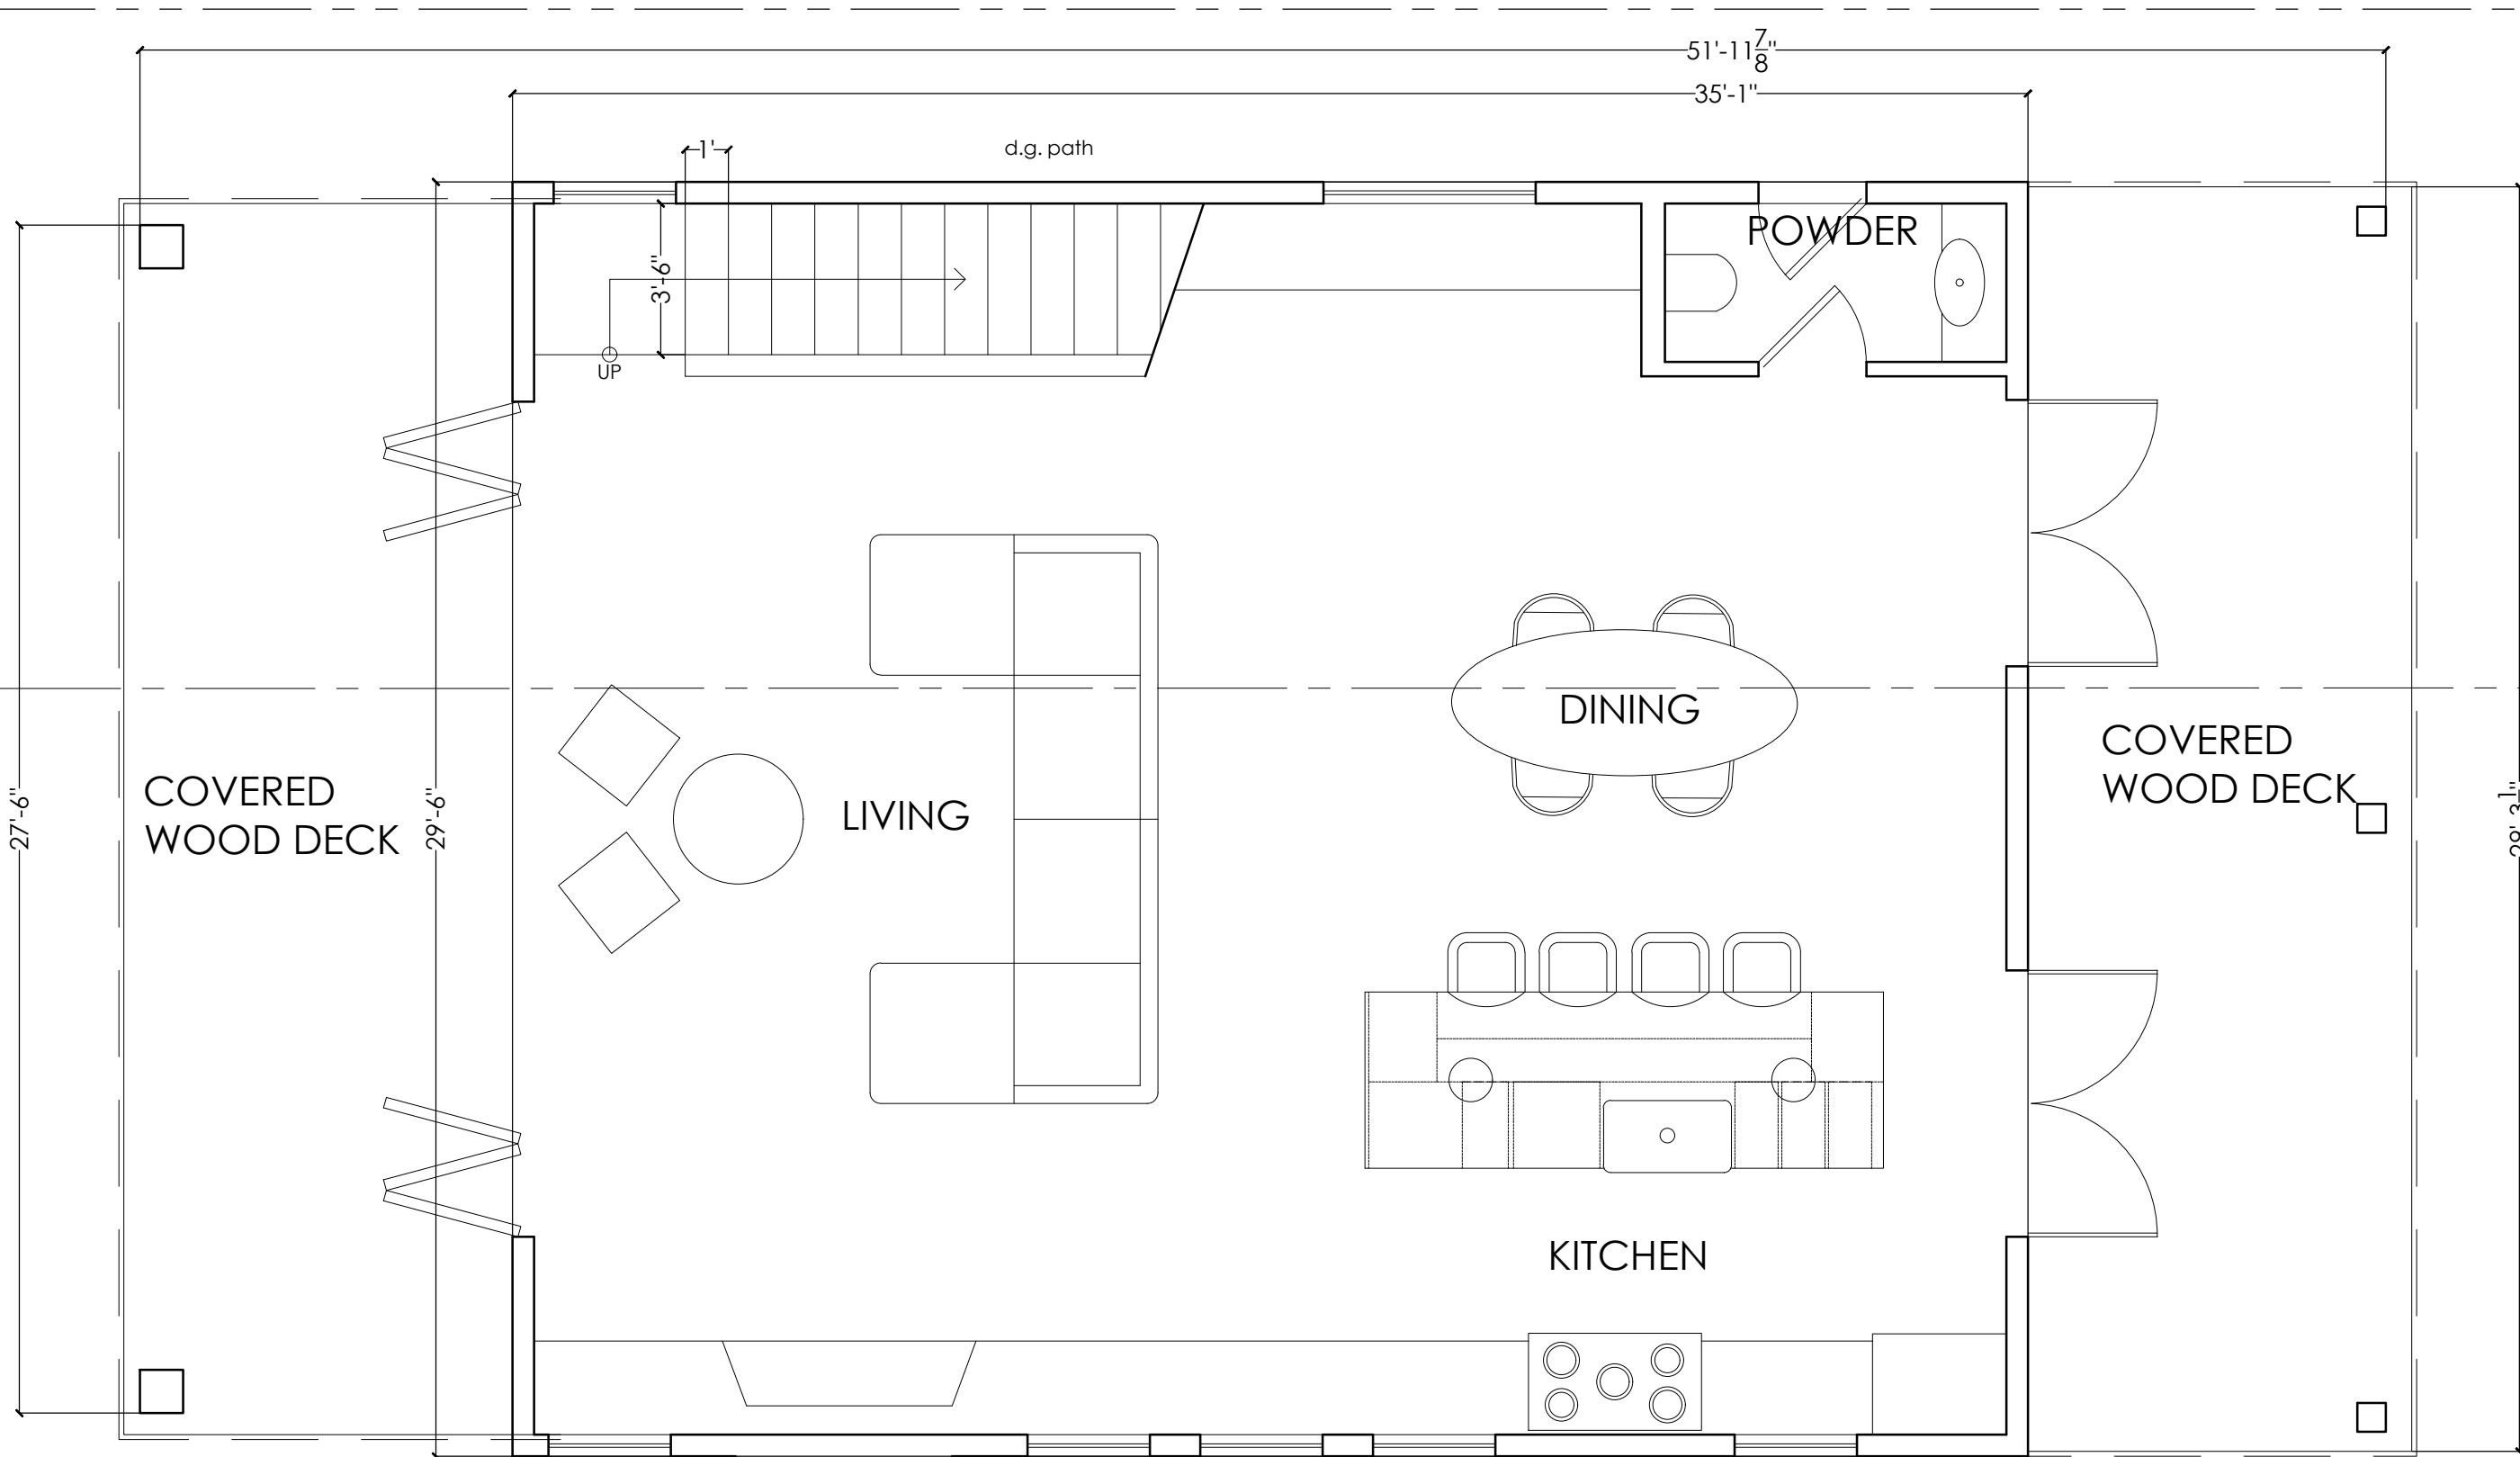 51'-11 7/8"
35'-1"
1'
d.g. path
POWDER
3'-6"
UP
COVERED
WOOD DECK
27'-6"
29'-6"
LIVING
DINING
COVERED
WOOD DECK
KITCHEN